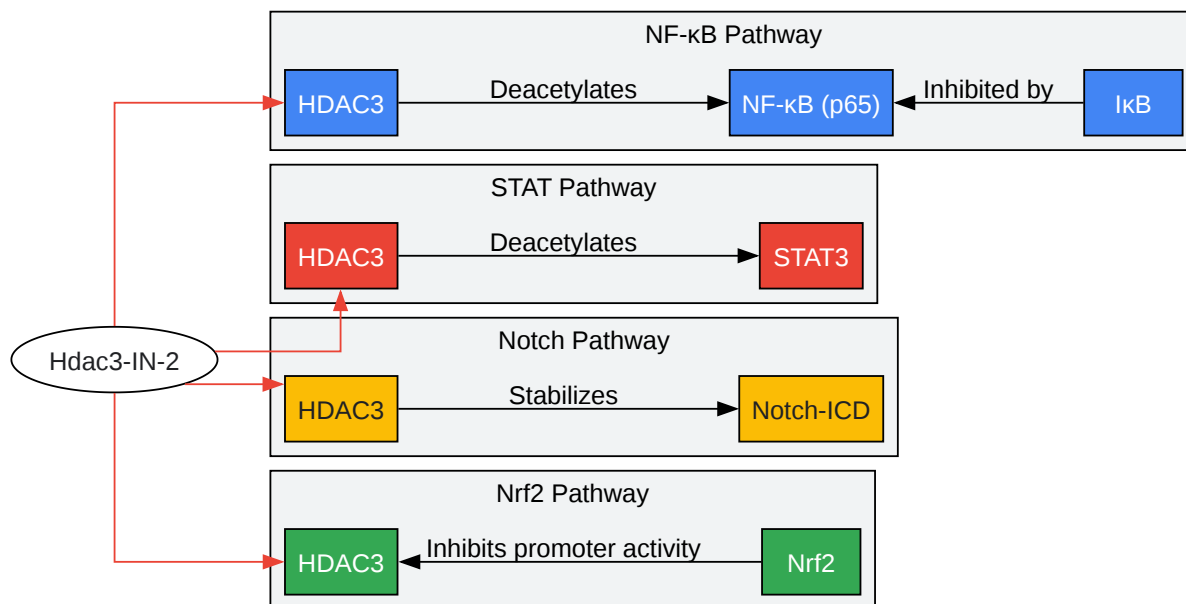 NF-κB Pathway
HDAC3
Deacetylates
NF-κB (p65)
Inhibited by
IκB
STAT Pathway
HDAC3
Deacetylates
STAT3
Hdac3-IN-2
Notch Pathway
HDAC3
Stabilizes
Notch-ICD
Nrf2 Pathway
HDAC3
Inhibits promoter activity
Nrf2